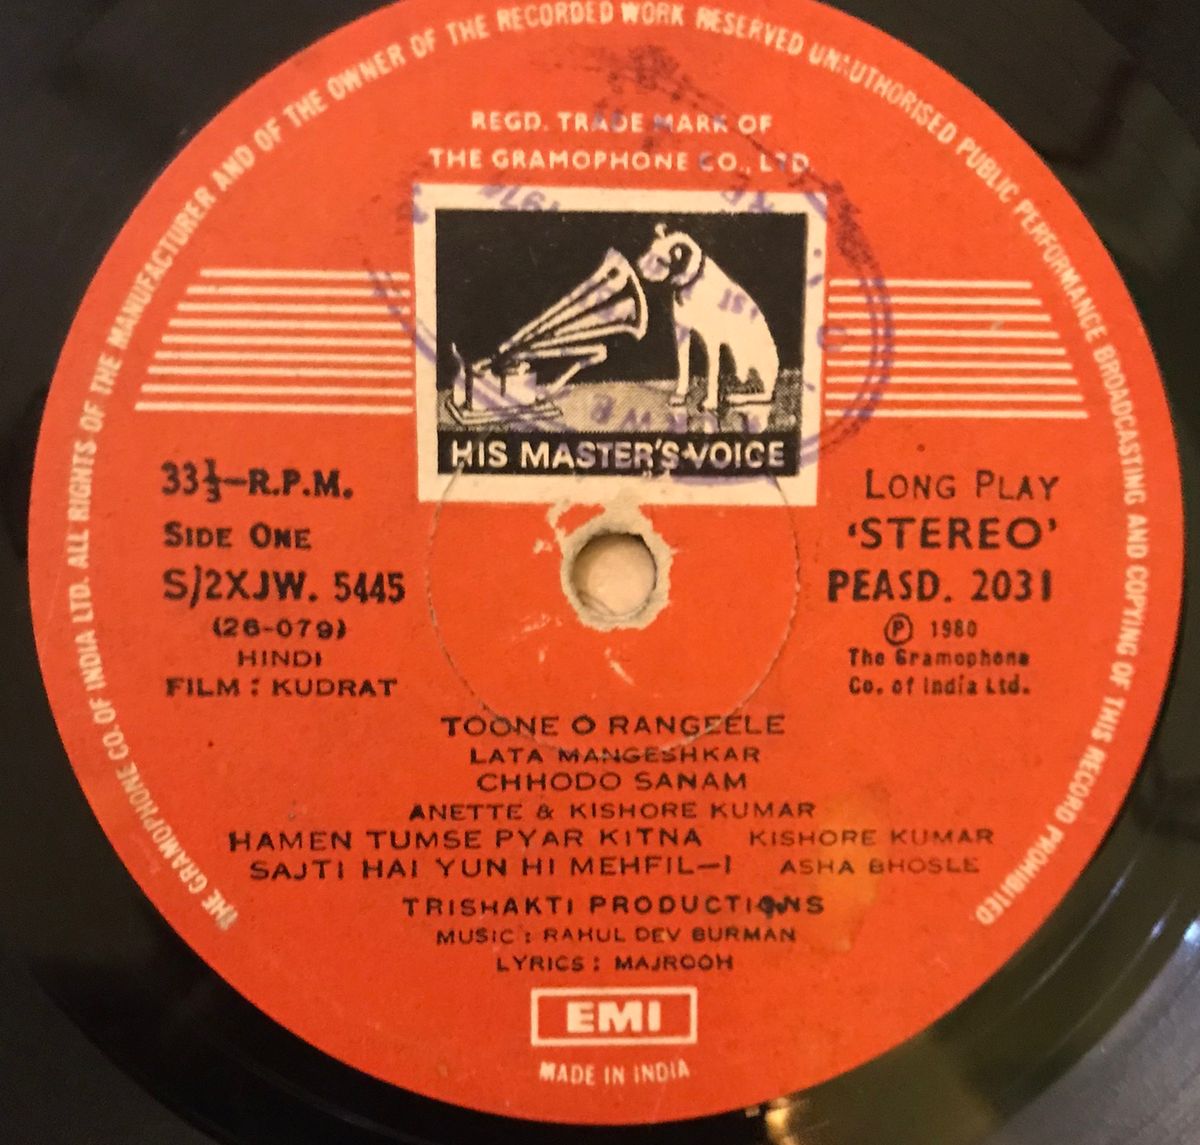 THE GRAMOPHONE CO. OF INDIA LTD. ALL RIGHTS OF THE MANUFACTURER AND OF THE OWNER OF THE RECORDED WORK RESERVED UNAUTHORISED PUBLIC PERFORMANCE BROADCASTING AND COPYING OF THIS RECORD PROHIBITED.
REGD. TRADE MARK OF
THE GRAMOPHONE CO., LTD.
HIS MASTER'S VOICE
33⅓-R.P.M.
SIDE ONE
S/2XJW. 5445
(26-079)
HINDI
FILM : KUDRAT
LONG PLAY
'STEREO'
PEASD. 2031
℗ 1980
The Gramophone
Co. of India Ltd.
TOONE O RANGEELE
LATA MANGESHKAR
CHHODO SANAM
ANETTE & KISHORE KUMAR
HAMEN TUMSE PYAR KITNA KISHORE KUMAR
SAJTI HAI YUN HI MEHFIL-I ASHA BHOSLE
TRISHAKTI PRODUCTIONS
MUSIC : RAHUL DEV BURMAN
LYRICS : MAJROOH
EMI
MADE IN INDIA